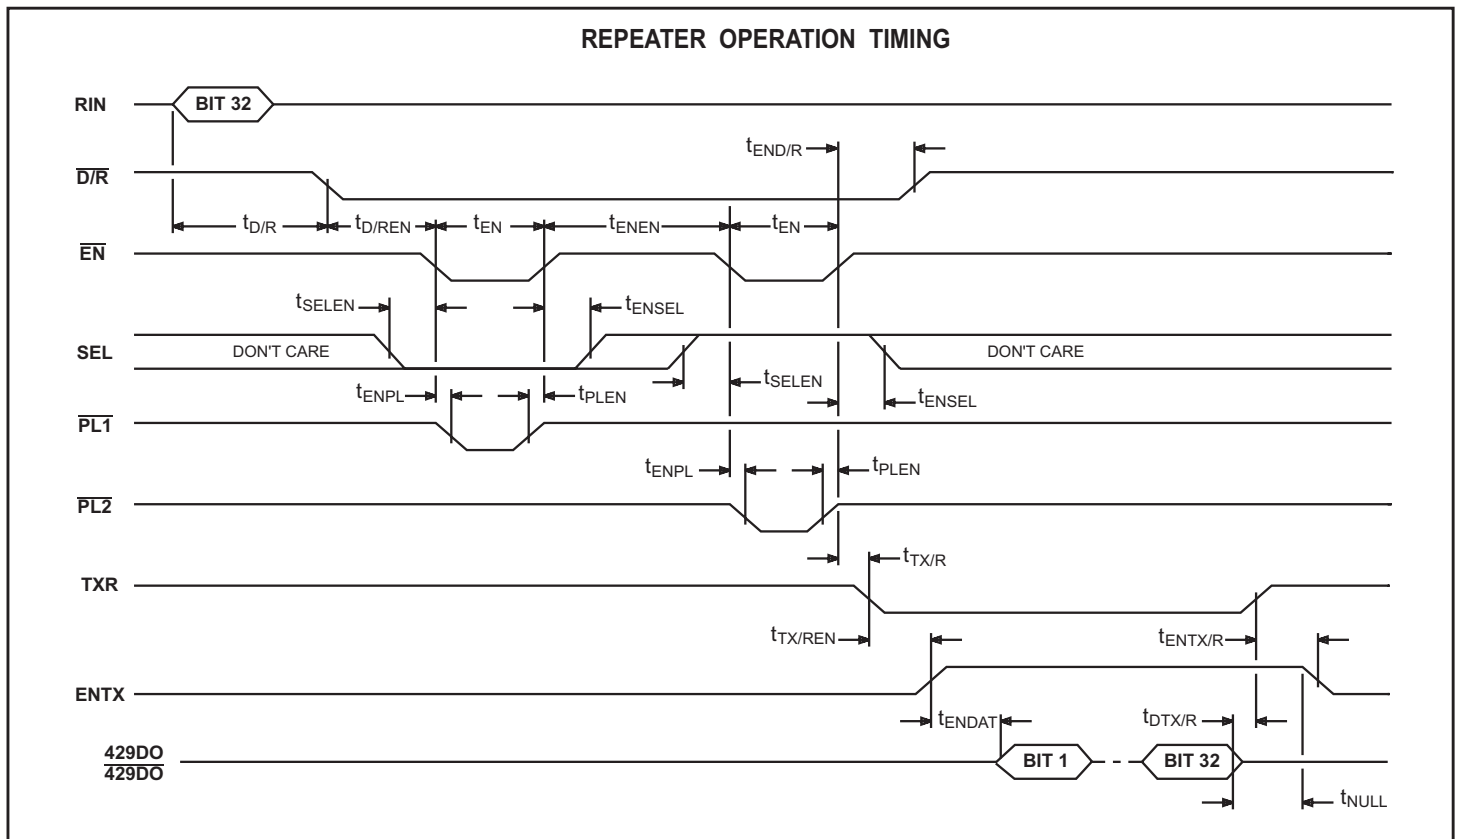 REPEATER OPERATION TIMING
RIN
BIT 32
tEND/R
D/R
tD/R
tD/REN
tEN
tENEN
tEN
EN
tSELEN
tENSEL
SEL
DON'T CARE
DON'T CARE
tENPL
tPLEN
tSELEN
tENSEL
PL1
tENPL
tPLEN
PL2
tTX/R
TXR
tTX/REN
tENTX/R
ENTX
tENDAT
tDTX/R
429DO
429DO
BIT 1
BIT 32
tNULL